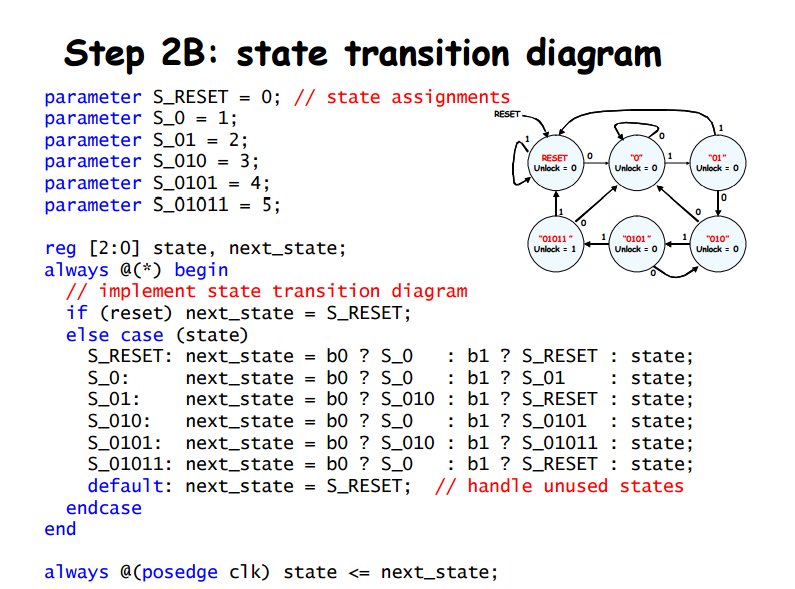 Step 2B: state transition diagram
parameter S_RESET = 0; // state assignments
parameter S_0 = 1;
parameter S_01 = 2;
parameter S_010 = 3;
parameter S_0101 = 4;
parameter S_01011 = 5;
RESET
1
RESET
Unlock = 0
0
"0"
Unlock = 0
0
1
"01"
Unlock = 0
1
0
"01011"
Unlock = 1
1
0
1
"0101"
Unlock = 0
0
1
"010"
Unlock = 0
0
reg [2:0] state, next_state;
always @(*) begin
// implement state transition diagram
if (reset) next_state = S_RESET;
else case (state)
S_RESET: next_state = b0 ? S_0 : b1 ? S_RESET : state;
S_0: next_state = b0 ? S_0 : b1 ? S_01 : state;
S_01: next_state = b0 ? S_010 : b1 ? S_RESET : state;
S_010: next_state = b0 ? S_0 : b1 ? S_0101 : state;
S_0101: next_state = b0 ? S_010 : b1 ? S_01011 : state;
S_01011: next_state = b0 ? S_0 : b1 ? S_RESET : state;
default: next_state = S_RESET; // handle unused states
endcase
end
always @(posedge clk) state <= next_state;